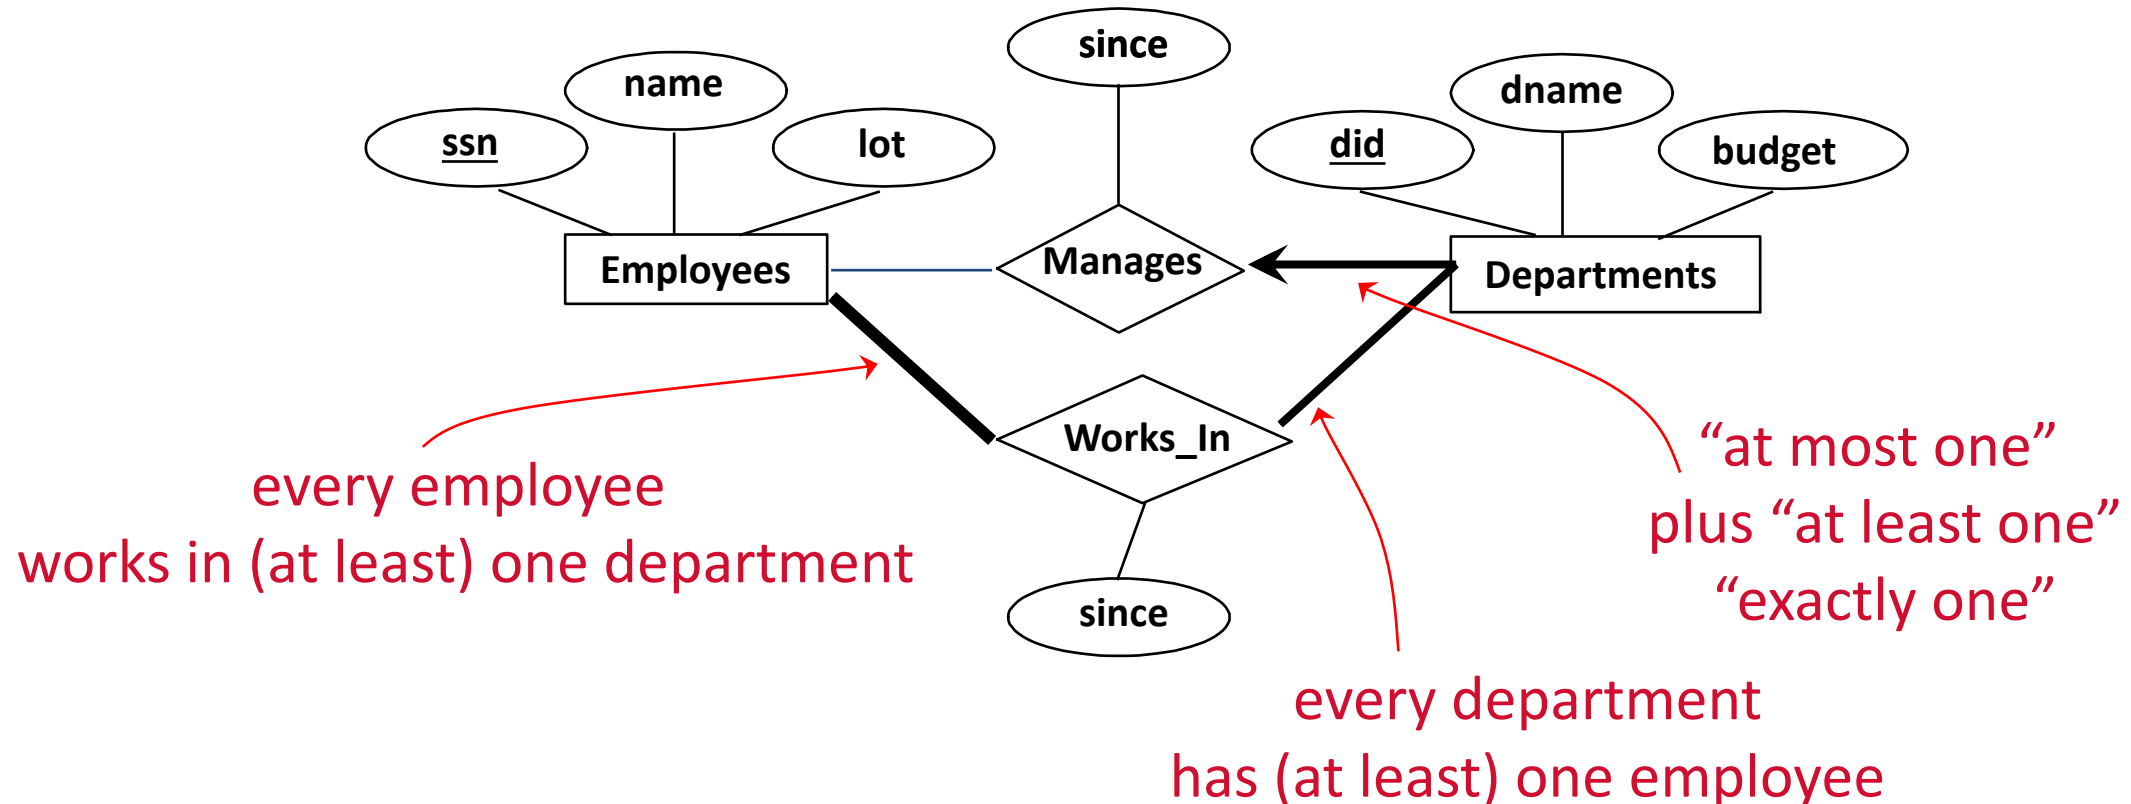 since
name
dname
ssn
lot
did
budget
Employees
Manages
Departments
Works_In
since
every employee
works in (at least) one department
“at most one”
plus “at least one”
“exactly one”
every department
has (at least) one employee